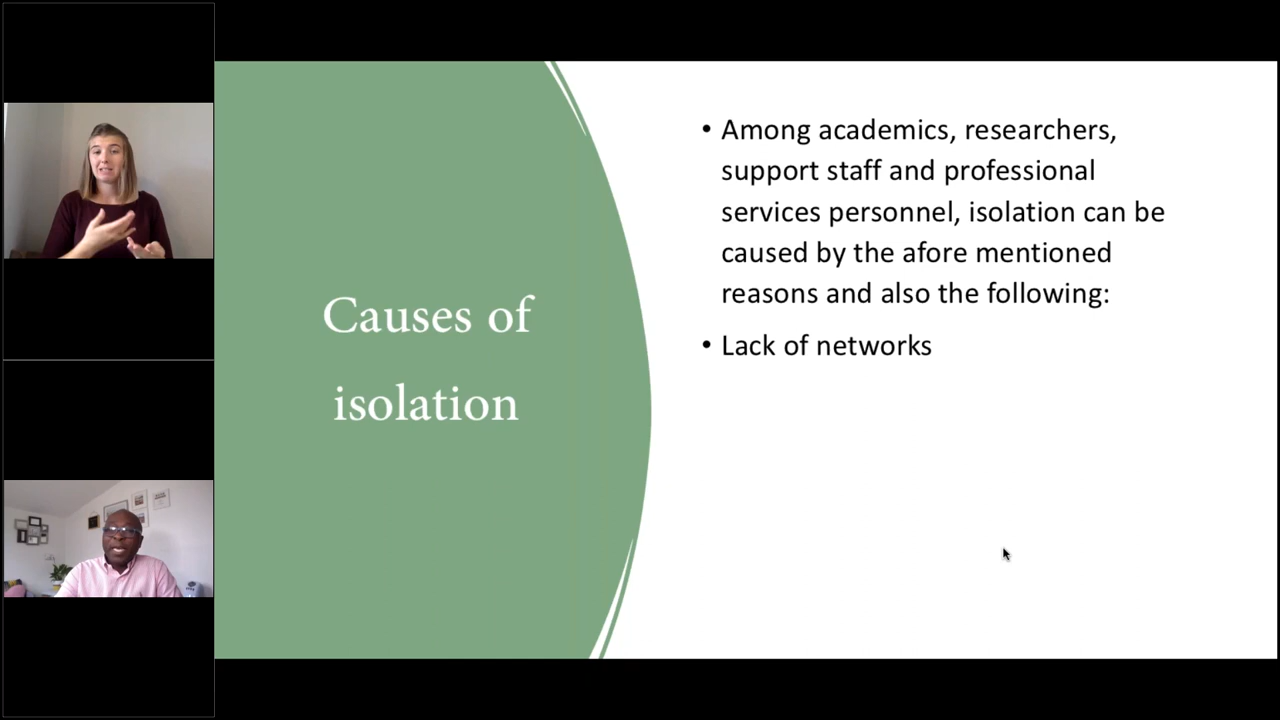 Causes of
isolation
• Among academics, researchers,
support staff and professional
services personnel, isolation can be
caused by the afore mentioned
reasons and also the following:
• Lack of networks